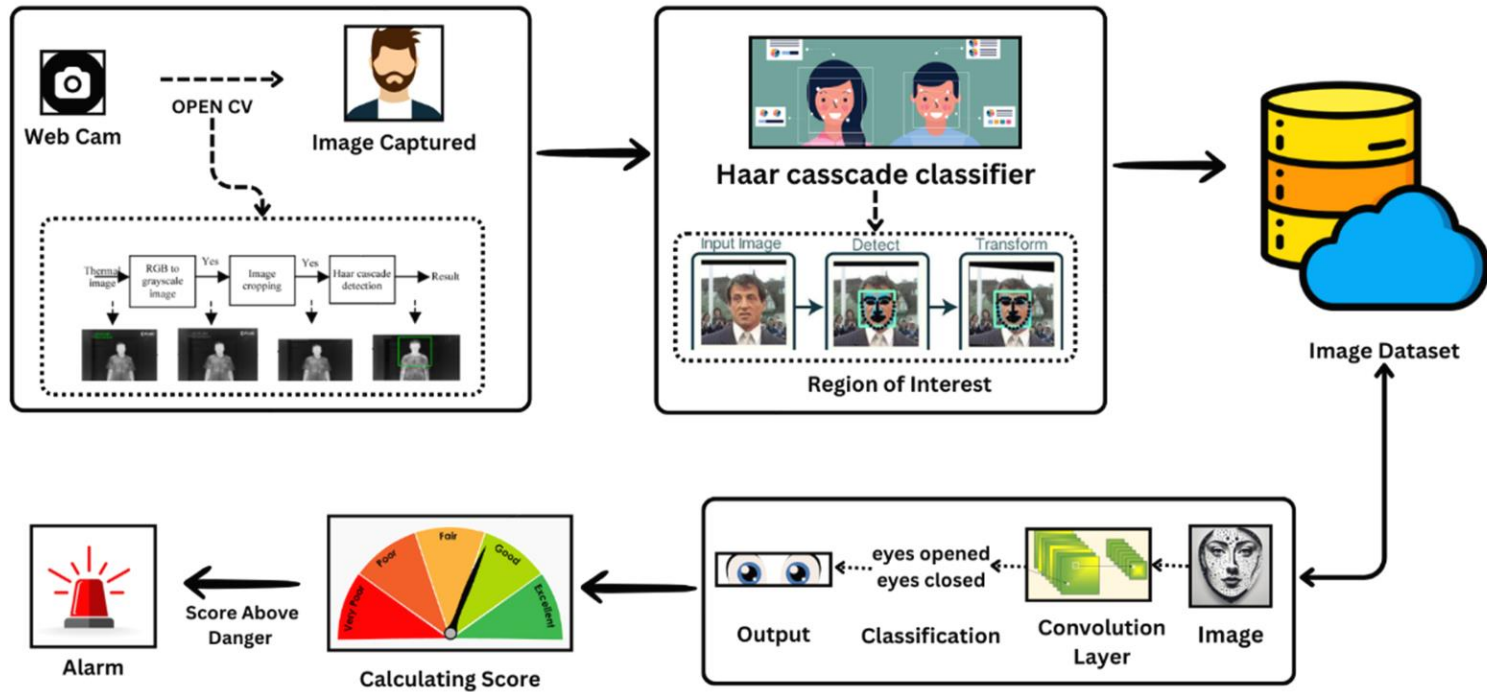 Web Cam
OPEN CV
Image Captured
Thermal
image
RGB to
grayscale
image
Yes
Image
cropping
Yes
Haar cascade
detection
Result
Haar casscade classifier
Input Image
Detect
Transform
Region of Interest
Image Dataset
Alarm
Score Above
Danger
Very Poor
Poor
Fair
Good
Excellent
Calculating Score
Output
eyes opened
eyes closed
Classification
Convolution
Layer
Image